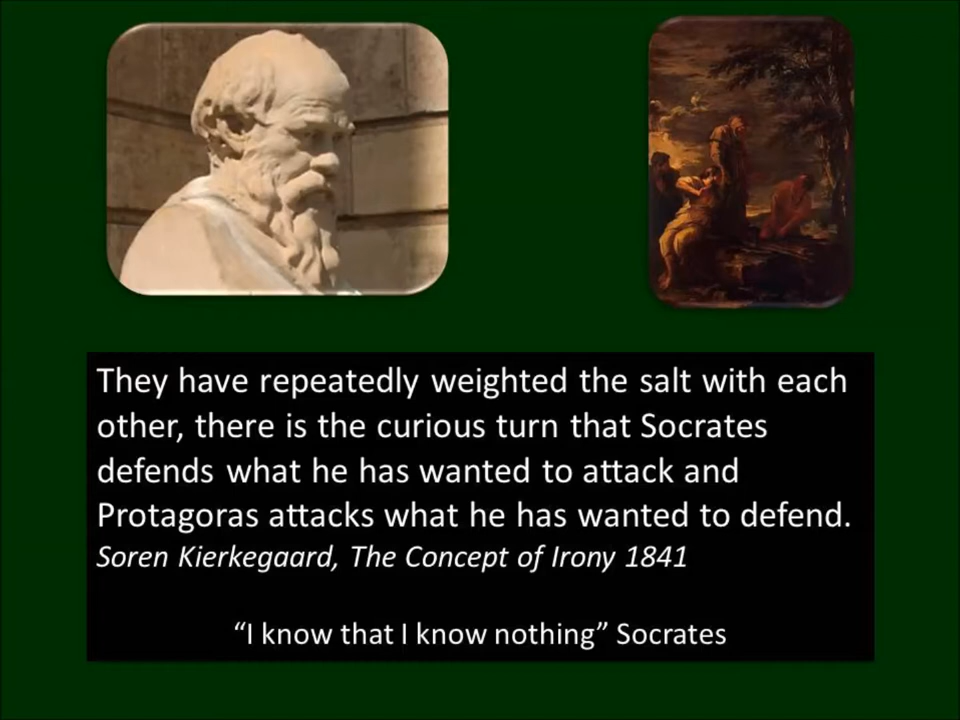 They have repeatedly weighted the salt with each
other, there is the curious turn that Socrates
defends what he has wanted to attack and
Protagoras attacks what he has wanted to defend.
Soren Kierkegaard, The Concept of Irony 1841
“I know that I know nothing” Socrates